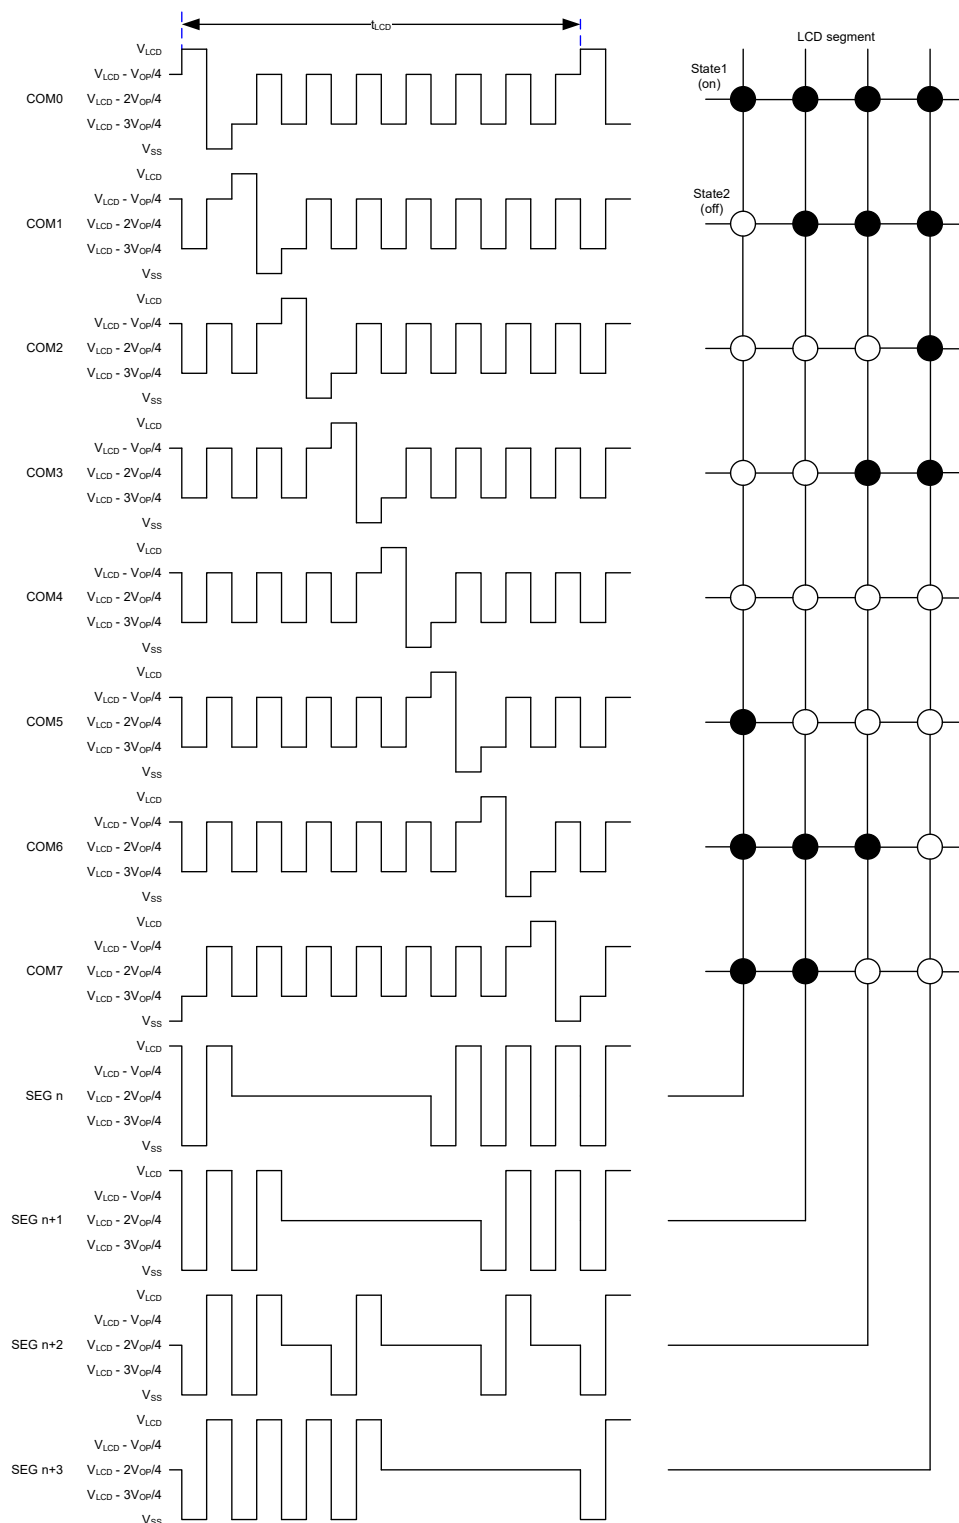 tLCD
LCD segment
VLCD
VLCD - VOP/4
COM0 VLCD - 2VOP/4
VLCD - 3VOP/4
VSS
State1
(on)
VLCD
VLCD - VOP/4
COM1 VLCD - 2VOP/4
VLCD - 3VOP/4
VSS
State2
(off)
VLCD
VLCD - VOP/4
COM2 VLCD - 2VOP/4
VLCD - 3VOP/4
VSS
VLCD
VLCD - VOP/4
COM3 VLCD - 2VOP/4
VLCD - 3VOP/4
VSS
VLCD
VLCD - VOP/4
COM4 VLCD - 2VOP/4
VLCD - 3VOP/4
VSS
VLCD
VLCD - VOP/4
COM5 VLCD - 2VOP/4
VLCD - 3VOP/4
VSS
VLCD
VLCD - VOP/4
COM6 VLCD - 2VOP/4
VLCD - 3VOP/4
VSS
VLCD
VLCD - VOP/4
COM7 VLCD - 2VOP/4
VLCD - 3VOP/4
VSS
VLCD
VLCD - VOP/4
SEG n VLCD - 2VOP/4
VLCD - 3VOP/4
VSS
VLCD
VLCD - VOP/4
SEG n+1 VLCD - 2VOP/4
VLCD - 3VOP/4
VSS
VLCD
VLCD - VOP/4
SEG n+2 VLCD - 2VOP/4
VLCD - 3VOP/4
VSS
VLCD
VLCD - VOP/4
SEG n+3 VLCD - 2VOP/4
VLCD - 3VOP/4
VSS